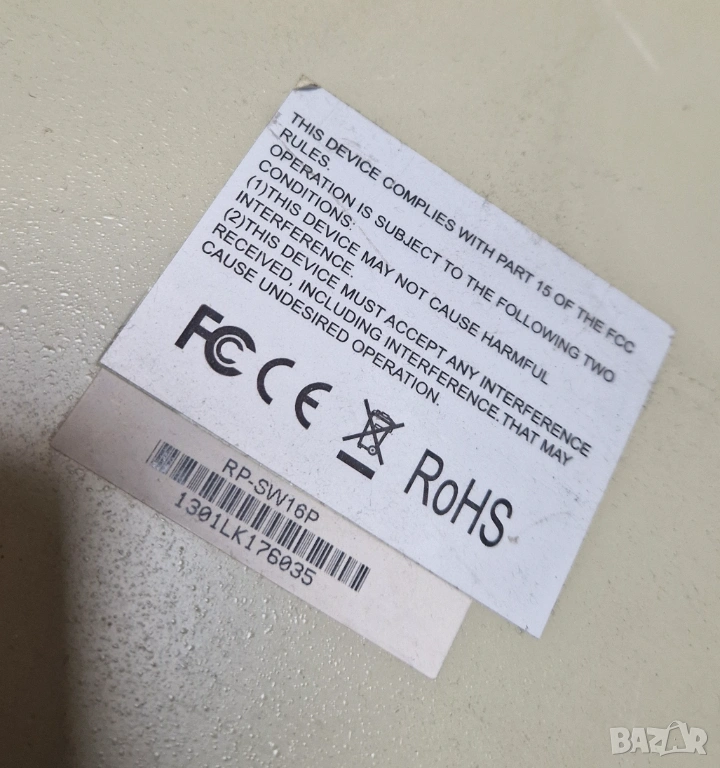 THIS DEVICE COMPLIES WITH PART 15 OF THE FCC
RULES.
OPERATION IS SUBJECT TO THE FOLLOWING TWO
CONDITIONS:
(1)THIS DEVICE MAY NOT CAUSE HARMFUL
INTERFERENCE.
(2)THIS DEVICE MUST ACCEPT ANY INTERFERENCE
RECEIVED, INCLUDING INTERFERENCE.THAT MAY
CAUSE UNDESIRED OPERATION.
FC CE RoHS
RP-SW16P
1301LK176035
BAZAR